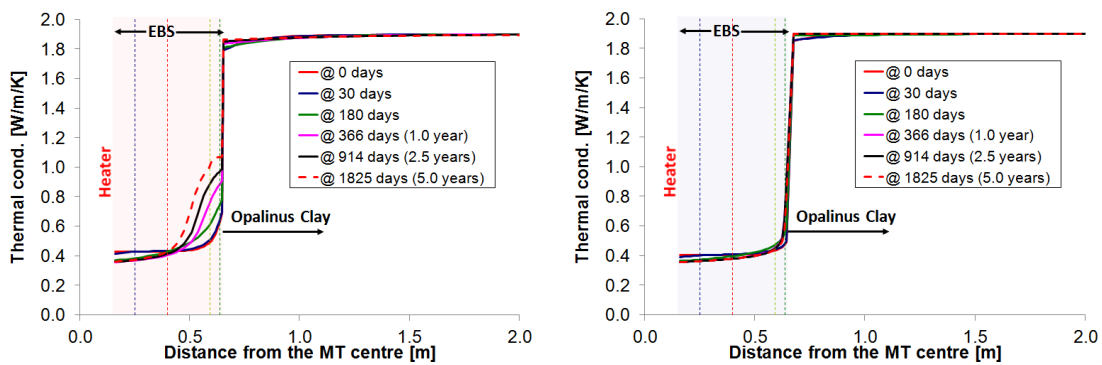 2.0
1.8
1.6
1.4
1.2
1.0
0.8
0.6
0.4
0.2
0.0
Thermal cond. [W/m/K]
EBS
@ 0 days
@ 30 days
@ 180 days
@ 366 days (1.0 year)
@ 914 days (2.5 years)
@ 1825 days (5.0 years)
Heater
Opalinus Clay
0.0 0.5 1.0 1.5 2.0
Distance from the MT centre [m]
2.0
1.8
1.6
1.4
1.2
1.0
0.8
0.6
0.4
0.2
0.0
Thermal cond. [W/m/K]
EBS
@ 0 days
@ 30 days
@ 180 days
@ 366 days (1.0 year)
@ 914 days (2.5 years)
@ 1825 days (5.0 years)
Heater
Opalinus Clay
0.0 0.5 1.0 1.5 2.0
Distance from the MT centre [m]